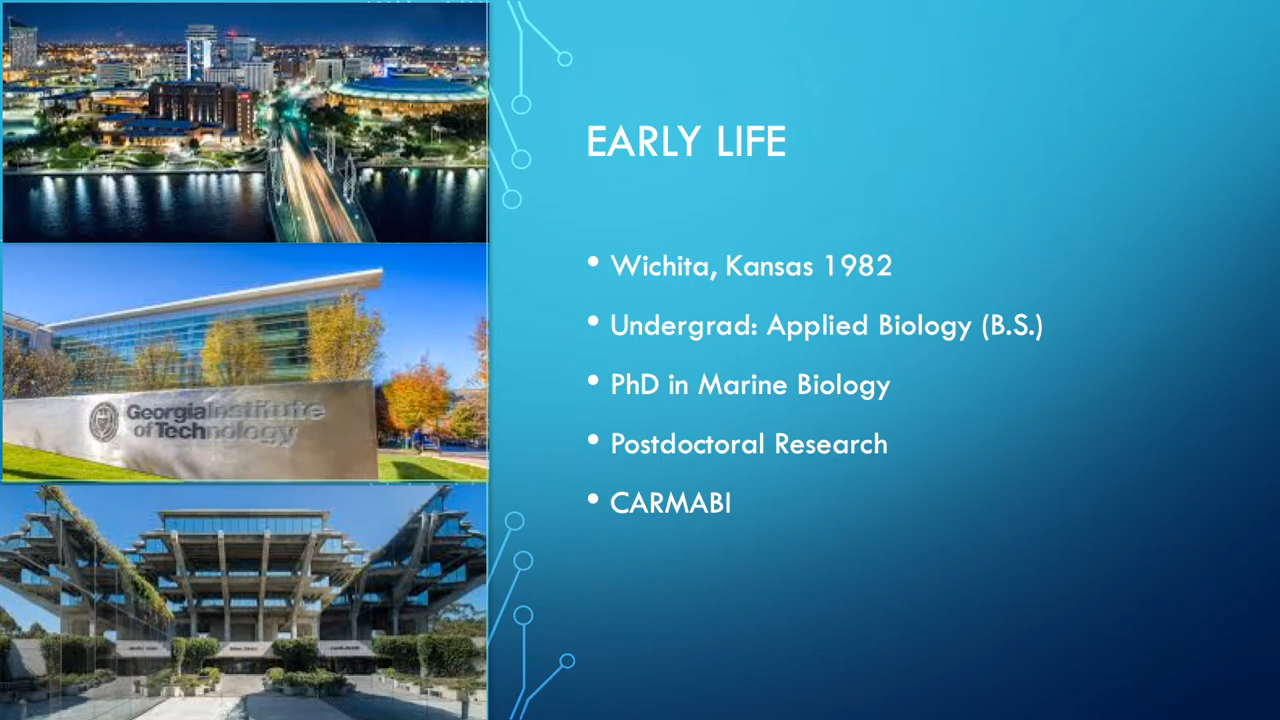 EARLY LIFE
• Wichita, Kansas 1982
• Undergrad: Applied Biology (B.S.)
• PhD in Marine Biology
• Postdoctoral Research
• CARMABI
Georgia Institute
of Technology